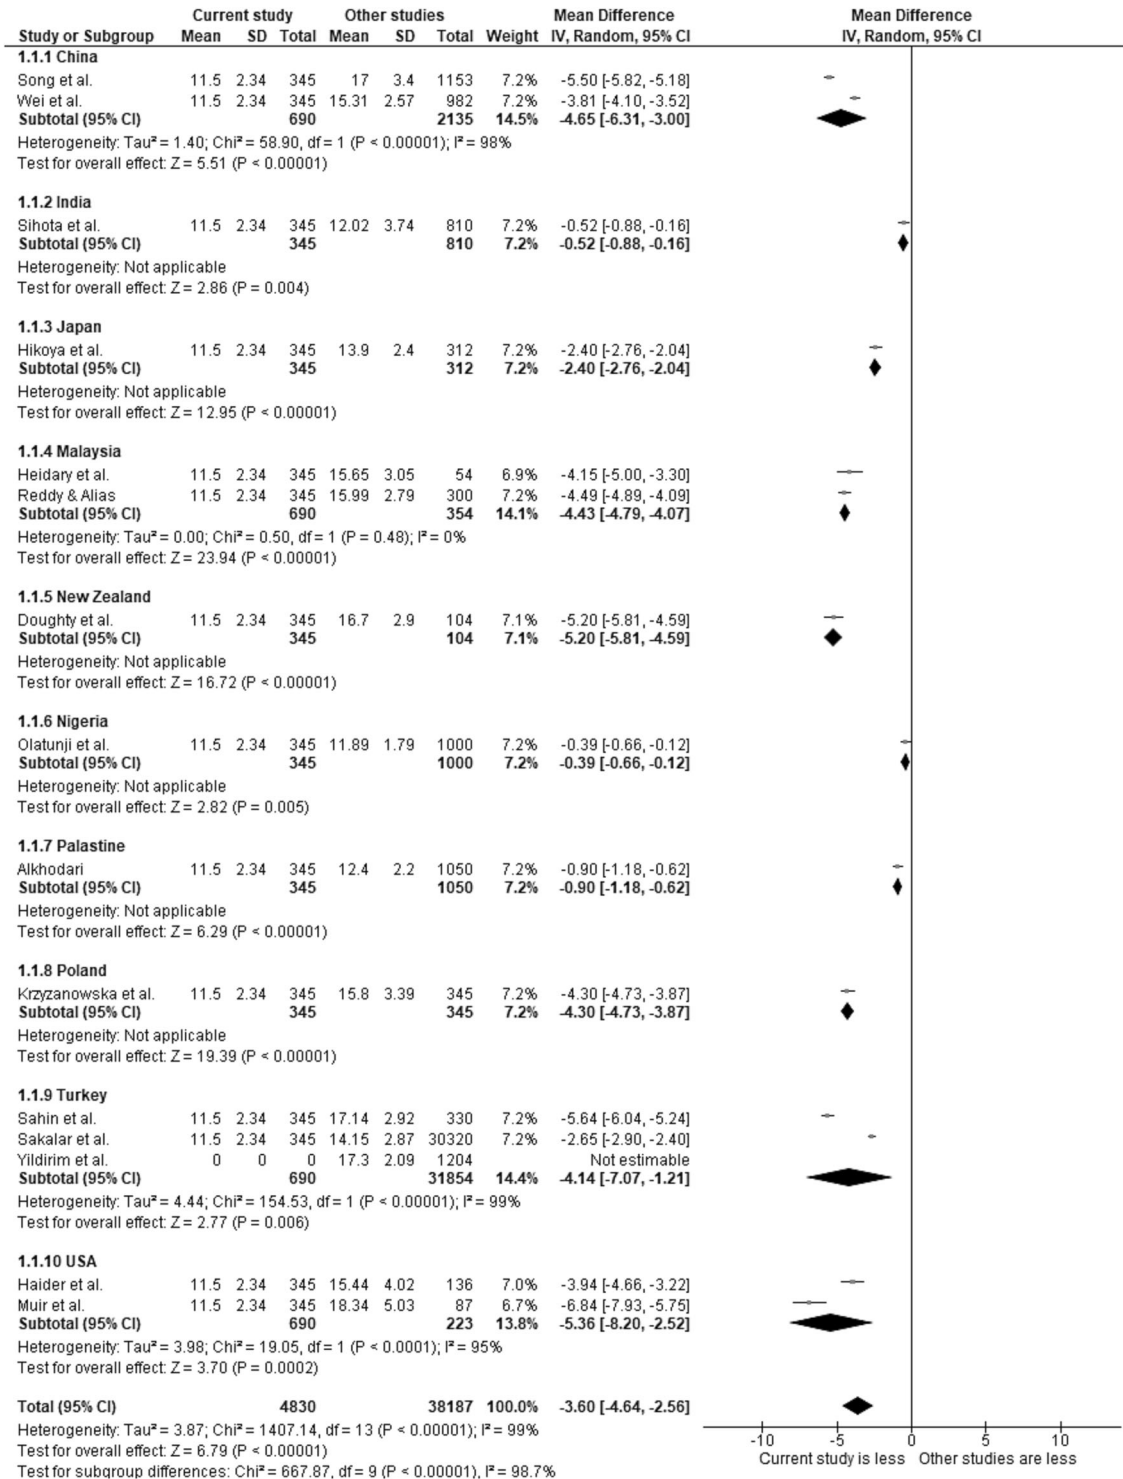 Current study Other studies Mean Difference Mean Difference
Study or Subgroup Mean SD Total Mean SD Total Weight IV, Random, 95% CI IV, Random, 95% CI
1.1.1 China
Song et al. 11.5 2.34 345 17 3.4 1153 7.2% -5.50 [-5.82, -5.18]
Wei et al. 11.5 2.34 345 15.31 2.57 982 7.2% -3.81 [-4.10, -3.52]
Subtotal (95% CI) 690 2135 14.5% -4.65 [-6.31, -3.00]
Heterogeneity: Tau² = 1.40; Chi² = 58.90, df = 1 (P < 0.00001); I² = 98%
Test for overall effect: Z = 5.51 (P < 0.00001)
1.1.2 India
Sihota et al. 11.5 2.34 345 12.02 3.74 810 7.2% -0.52 [-0.88, -0.16]
Subtotal (95% CI) 345 810 7.2% -0.52 [-0.88, -0.16]
Heterogeneity: Not applicable
Test for overall effect: Z = 2.86 (P = 0.004)
1.1.3 Japan
Hikoya et al. 11.5 2.34 345 13.9 2.4 312 7.2% -2.40 [-2.76, -2.04]
Subtotal (95% CI) 345 312 7.2% -2.40 [-2.76, -2.04]
Heterogeneity: Not applicable
Test for overall effect: Z = 12.95 (P < 0.00001)
1.1.4 Malaysia
Heidary et al. 11.5 2.34 345 15.65 3.05 54 6.9% -4.15 [-5.00, -3.30]
Reddy & Alias 11.5 2.34 345 15.99 2.79 300 7.2% -4.49 [-4.89, -4.09]
Subtotal (95% CI) 690 354 14.1% -4.43 [-4.79, -4.07]
Heterogeneity: Tau² = 0.00; Chi² = 0.50, df = 1 (P = 0.48); I² = 0%
Test for overall effect: Z = 23.94 (P < 0.00001)
1.1.5 New Zealand
Doughty et al. 11.5 2.34 345 16.7 2.9 104 7.1% -5.20 [-5.81, -4.59]
Subtotal (95% CI) 345 104 7.1% -5.20 [-5.81, -4.59]
Heterogeneity: Not applicable
Test for overall effect: Z = 16.72 (P < 0.00001)
1.1.6 Nigeria
Olatunji et al. 11.5 2.34 345 11.89 1.79 1000 7.2% -0.39 [-0.66, -0.12]
Subtotal (95% CI) 345 1000 7.2% -0.39 [-0.66, -0.12]
Heterogeneity: Not applicable
Test for overall effect: Z = 2.82 (P = 0.005)
1.1.7 Palastine
Alkhodari 11.5 2.34 345 12.4 2.2 1050 7.2% -0.90 [-1.18, -0.62]
Subtotal (95% CI) 345 1050 7.2% -0.90 [-1.18, -0.62]
Heterogeneity: Not applicable
Test for overall effect: Z = 6.29 (P < 0.00001)
1.1.8 Poland
Krzyzanowska et al. 11.5 2.34 345 15.8 3.39 345 7.2% -4.30 [-4.73, -3.87]
Subtotal (95% CI) 345 345 7.2% -4.30 [-4.73, -3.87]
Heterogeneity: Not applicable
Test for overall effect: Z = 19.39 (P < 0.00001)
1.1.9 Turkey
Sahin et al. 11.5 2.34 345 17.14 2.92 330 7.2% -5.64 [-6.04, -5.24]
Sakalar et al. 11.5 2.34 345 14.15 2.87 30320 7.2% -2.65 [-2.90, -2.40]
Yildirim et al. 0 0 0 17.3 2.09 1204 Not estimable
Subtotal (95% CI) 690 31854 14.4% -4.14 [-7.07, -1.21]
Heterogeneity: Tau² = 4.44; Chi² = 154.53, df = 1 (P < 0.00001); I² = 99%
Test for overall effect: Z = 2.77 (P = 0.006)
1.1.10 USA
Haider et al. 11.5 2.34 345 15.44 4.02 136 7.0% -3.94 [-4.66, -3.22]
Muir et al. 11.5 2.34 345 18.34 5.03 87 6.7% -6.84 [-7.93, -5.75]
Subtotal (95% CI) 690 223 13.8% -5.36 [-8.20, -2.52]
Heterogeneity: Tau² = 3.98; Chi² = 19.05, df = 1 (P < 0.0001); I² = 95%
Test for overall effect: Z = 3.70 (P = 0.0002)
Total (95% CI) 4830 38187 100.0% -3.60 [-4.64, -2.56]
Heterogeneity: Tau² = 3.87; Chi² = 1407.14, df = 13 (P < 0.00001); I² = 99%
Test for overall effect: Z = 6.79 (P < 0.00001)
Test for subgroup differences: Chi² = 667.87, df = 9 (P < 0.00001), I² = 98.7%
-10 -5 0 5 10
Current study is less Other studies are less